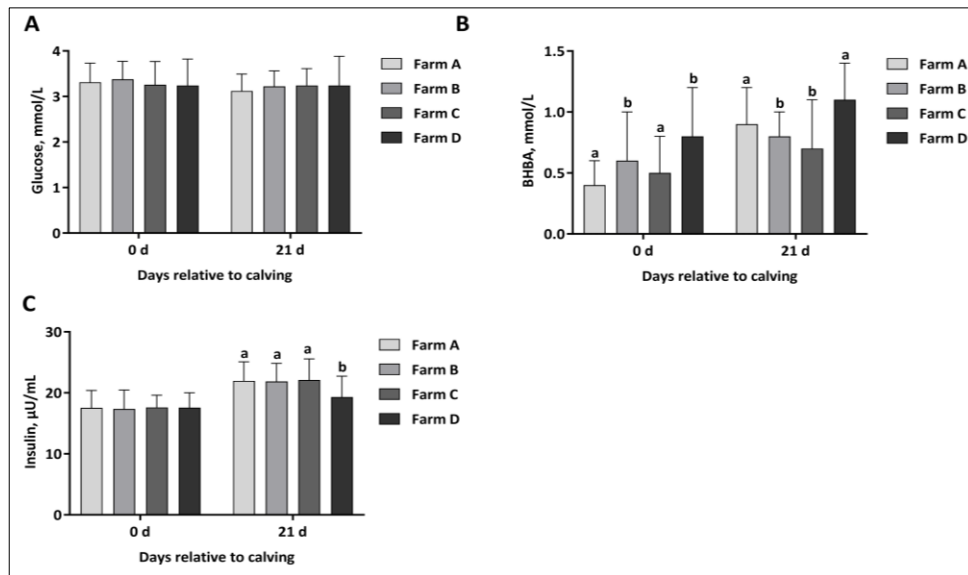 A
Glucose, mmol/L
4
3
2
1
0
0 d
21 d
Days relative to calving
Farm A
Farm B
Farm C
Farm D
B
BHBA, mmol/L
1.5
1.0
0.5
0.0
a
b
a
b
a
b
b
a
0 d
21 d
Days relative to calving
Farm A
Farm B
Farm C
Farm D
C
Insulin, µU/mL
30
20
10
0
a
a
a
b
0 d
21 d
Days relative to calving
Farm A
Farm B
Farm C
Farm D